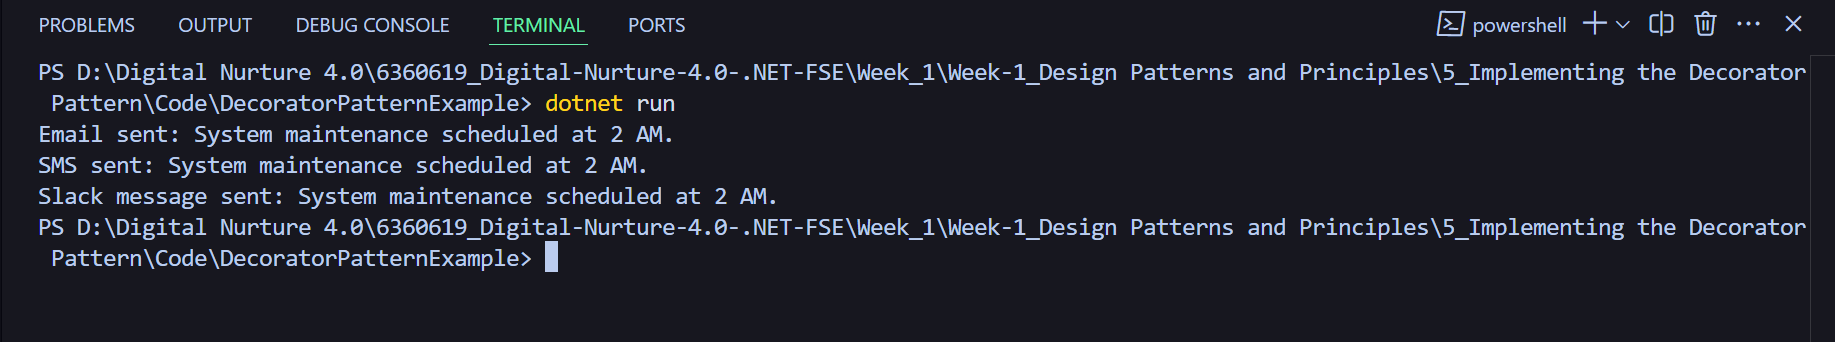 PROBLEMS OUTPUT DEBUG CONSOLE TERMINAL PORTS powershell
PS D:\Digital Nurture 4.0\6360619_Digital-Nurture-4.0-.NET-FSE\Week_1\Week-1_Design Patterns and Principles\5_Implementing the Decorator
Pattern\Code\DecoratorPatternExample> dotnet run
Email sent: System maintenance scheduled at 2 AM.
SMS sent: System maintenance scheduled at 2 AM.
Slack message sent: System maintenance scheduled at 2 AM.
PS D:\Digital Nurture 4.0\6360619_Digital-Nurture-4.0-.NET-FSE\Week_1\Week-1_Design Patterns and Principles\5_Implementing the Decorator
Pattern\Code\DecoratorPatternExample>